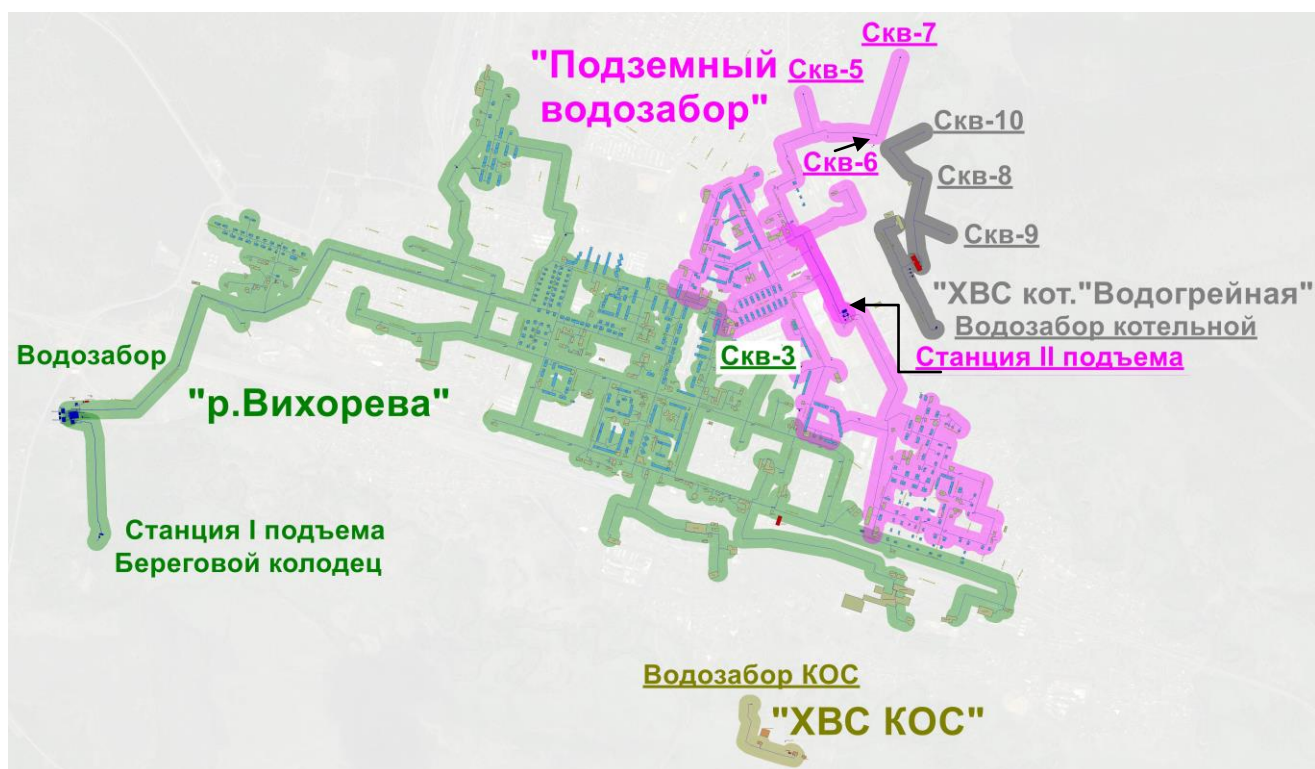 Скв-7
"Подземный
водозабор"
Скв-5
Скв-10
Скв-6
Скв-8
Скв-9
"ХВС кот."Водогрейная"
Водозабор котельной
Водозабор
Скв-3
Станция II подъема
"р.Вихорева"
Станция I подъема
Береговой колодец
Водозабор КОС
"ХВС КОС"